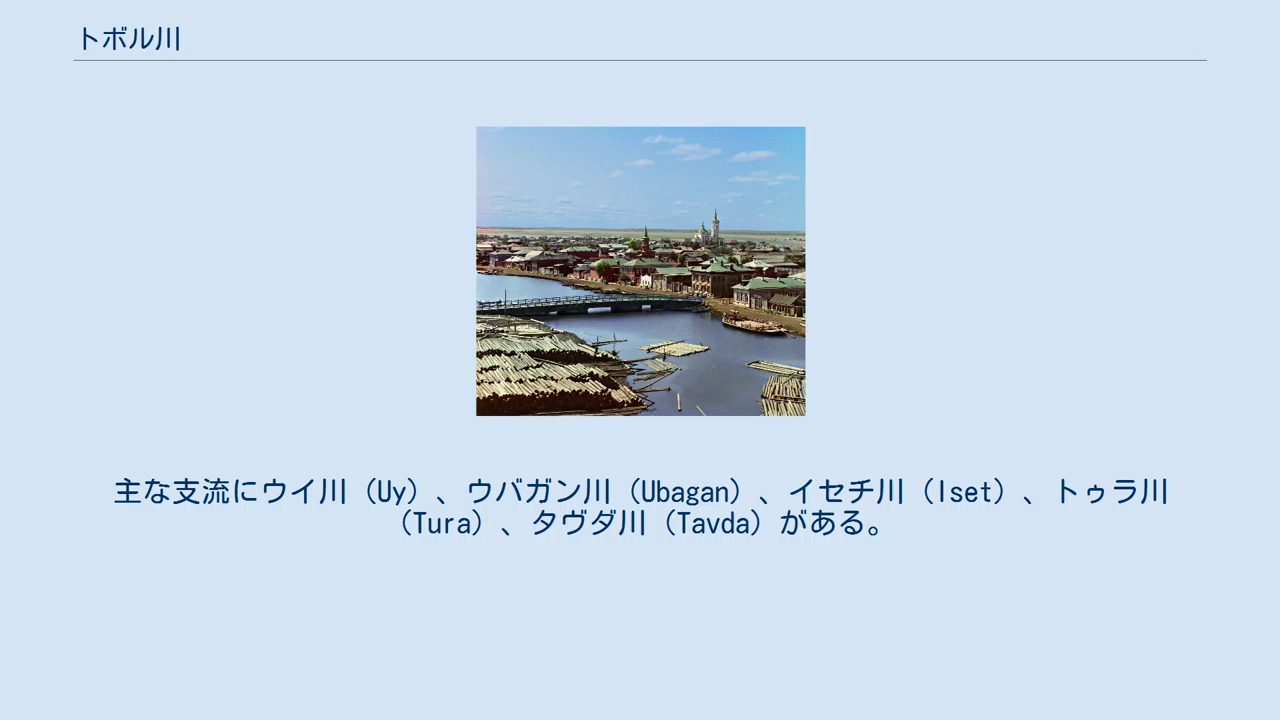 トボル川
主な支流にウイ川（Uy）、ウバガン川（Ubagan）、イセチ川（Iset）、トゥラ川
（Tura）、タヴダ川（Tavda）がある。